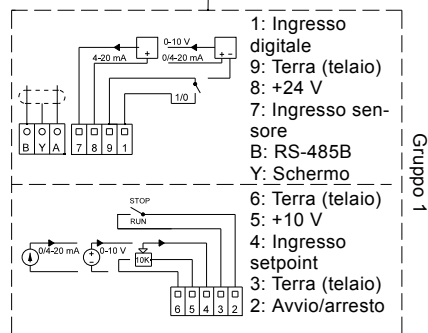 0-10 V
4-20 mA
0/4-20 mA
+
+ -
1/0
B Y A
7 8 9 1
1: Ingresso
digitale
9: Terra (telaio)
8: +24 V
7: Ingresso sen-
sore
B: RS-485B
Y: Schermo
STOP
RUN
0/4-20 mA
+
-
0-10 V
10K
6 5 4 3 2
6: Terra (telaio)
5: +10 V
4: Ingresso
setpoint
3: Terra (telaio)
2: Avvio/arresto
Gruppo 1